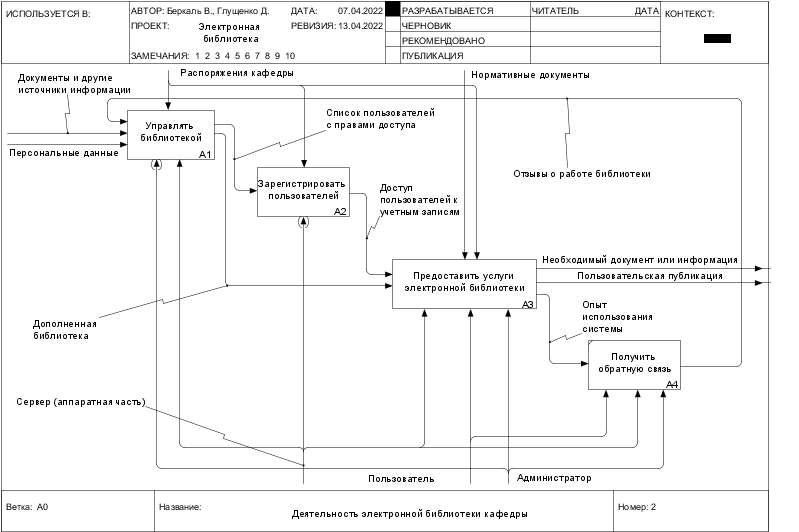 ИСПОЛЬЗУЕТСЯ В:
АВТОР: Беркаль В., Глущенко Д.
ДАТА: 07.04.2022
РАЗРАБАТЫВАЕТСЯ
ЧИТАТЕЛЬ
ДАТА
КОНТЕКСТ:
ПРОЕКТ: Электронная
библиотека
РЕВИЗИЯ: 13.04.2022
ЧЕРНОВИК
РЕКОМЕНДОВАНО
ЗАМЕЧАНИЯ: 1 2 3 4 5 6 7 8 9 10
ПУБЛИКАЦИЯ
Документы и другие
источники информации
Распоряжения кафедры
Нормативные документы
Управлять
библиотекой
A1
Список пользователей
с правами доступа
Персональные данные
Отзывы о работе библиотеки
Зарегистрировать
пользователей
A2
Доступ
пользователей к
учетным записям
Предоставить услуги
электронной библиотеки
A3
Необходимый документ или информация
Пользовательская публикация
Дополненная
библиотека
Опыт
использования
системы
Получить
обратную связь
A4
Сервер (аппаратная часть)
Пользователь
Администратор
Ветка: A0
Название:
Деятельность электронной библиотеки кафедры
Номер: 2